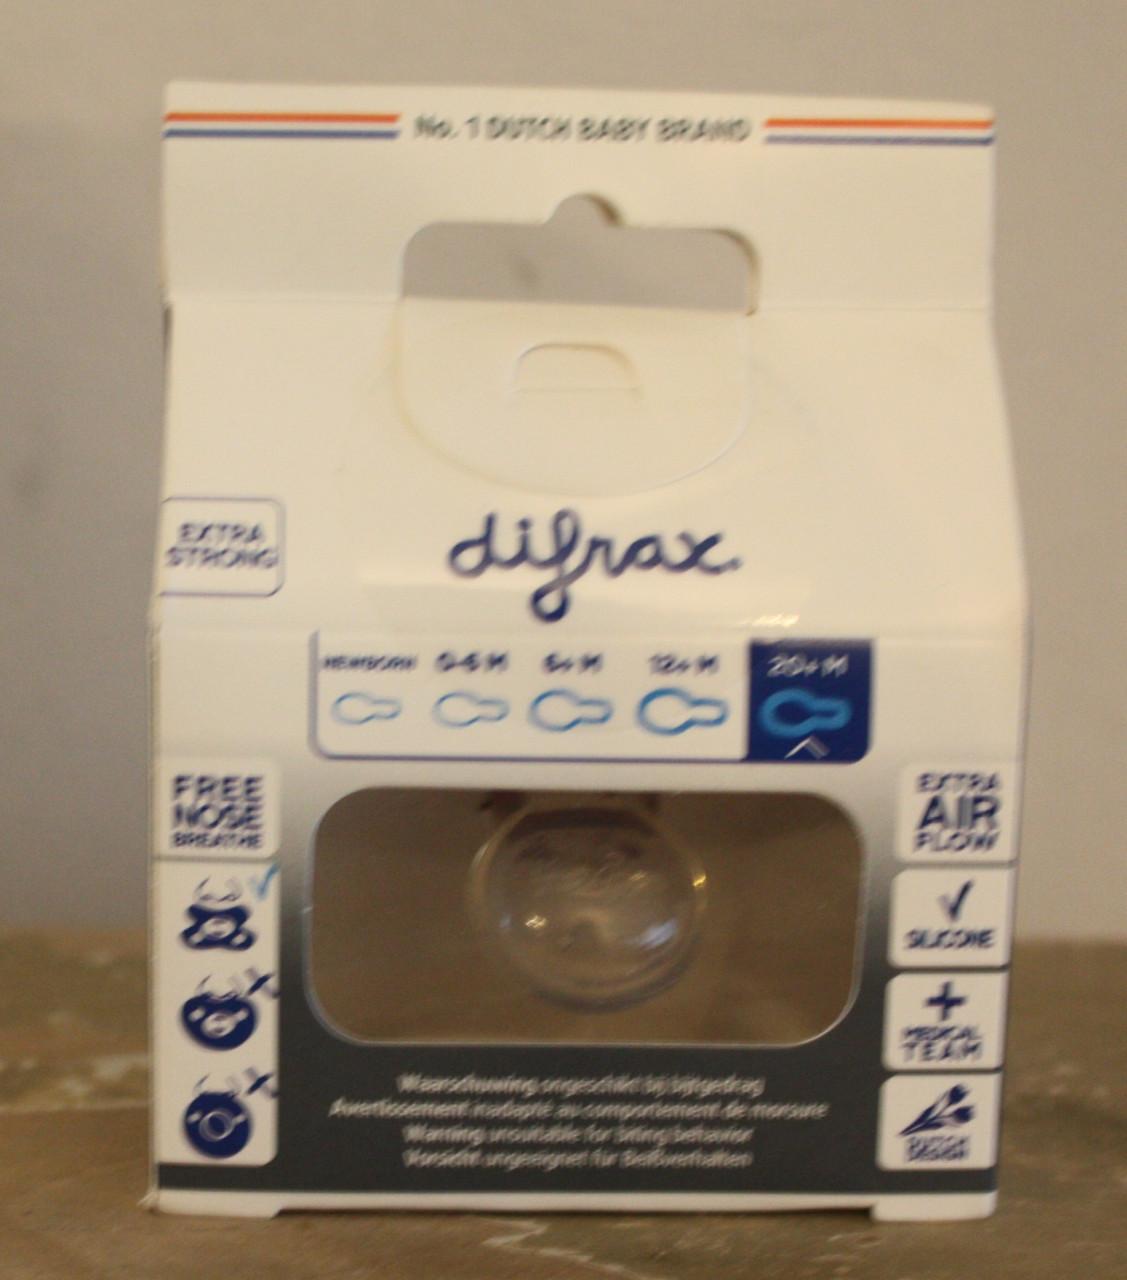 No. 1 DUTCH BABY BRAND
EXTRA
STRONG
difrax.
NEWBORN 0-6 M 6+ M 12+ M 20+ M
FREE
NOSE
BREATHE
EXTRA
AIR
FLOW
SILICONE
MEDICAL
TEAM
DUTCH
DESIGN
Waarschuwing ongeschikt bij bijtgedrag
Avertissement inadapté au comportement de morsure
Warning unsuitable for biting behavior
Vorsicht ungeeignet für Beißverhalten